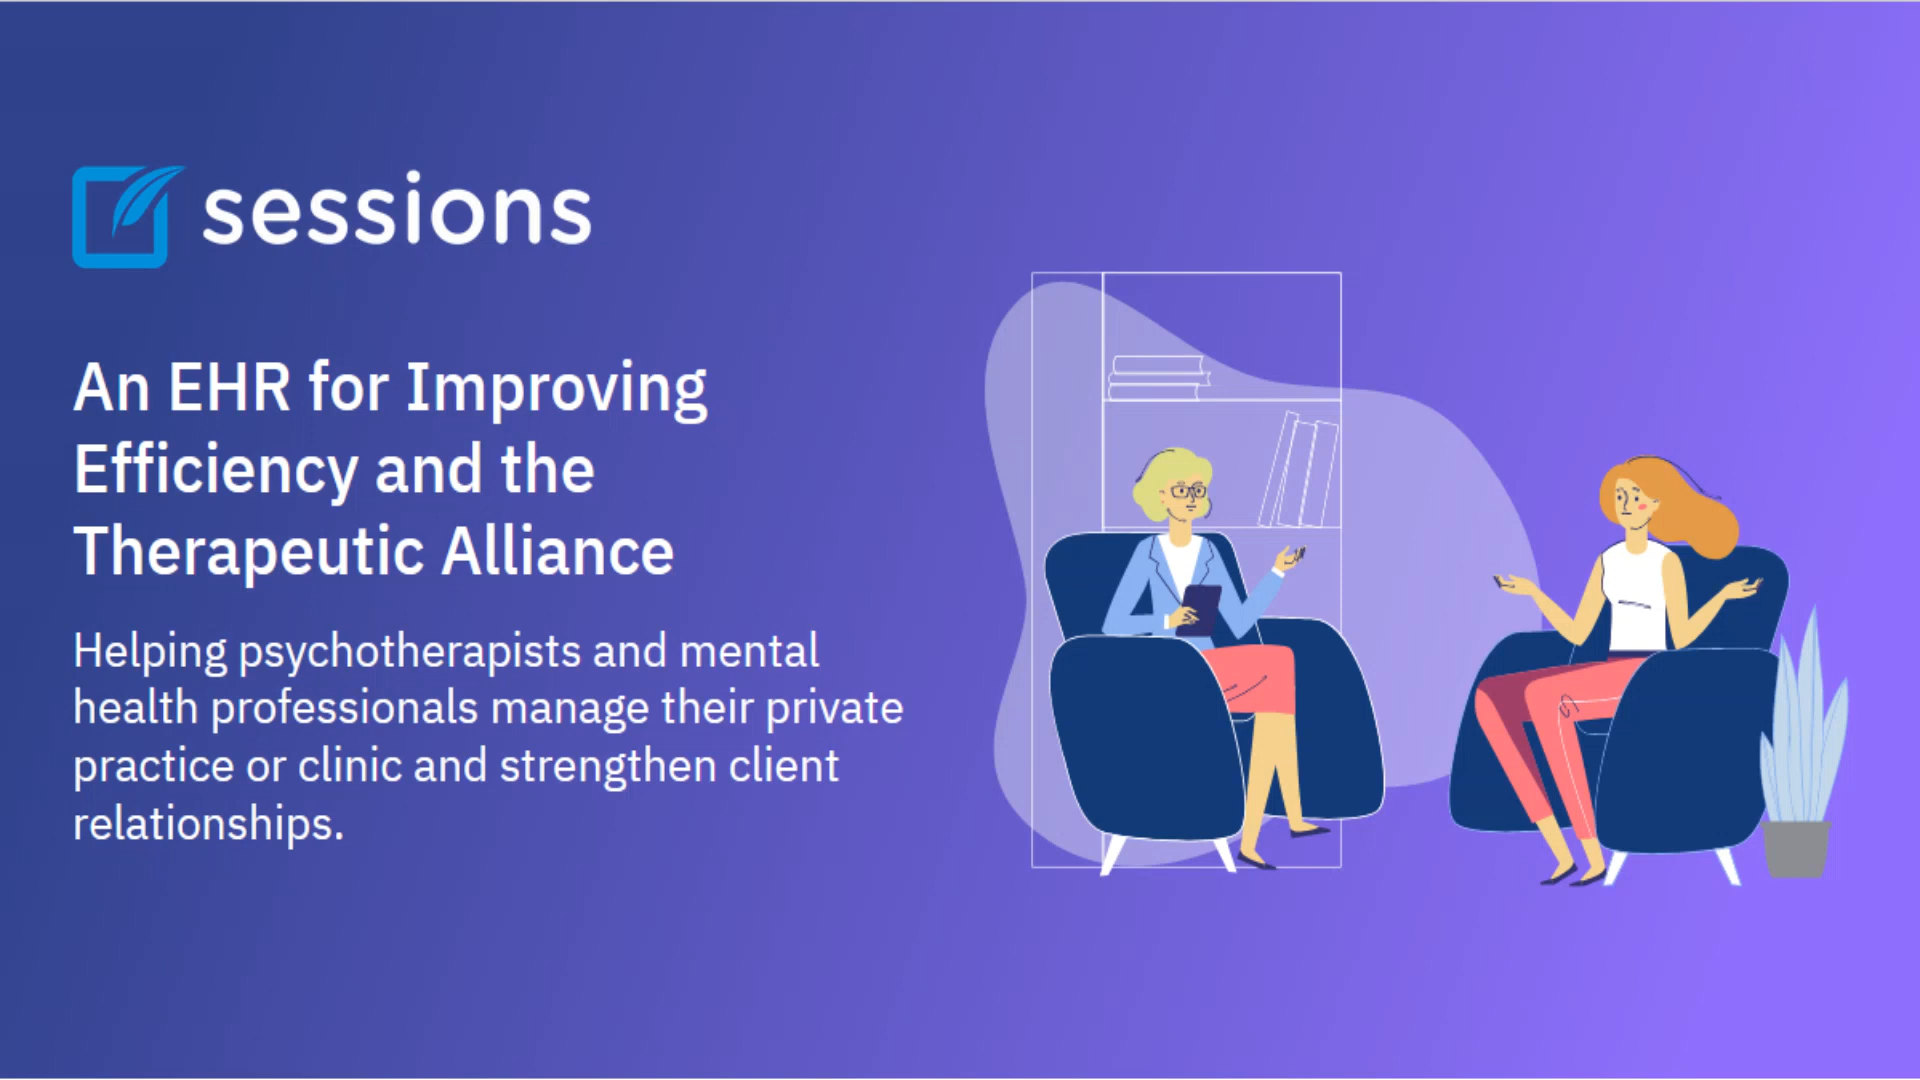 sessions
An EHR for Improving
Efficiency and the
Therapeutic Alliance
Helping psychotherapists and mental
health professionals manage their private
practice or clinic and strengthen client
relationships.